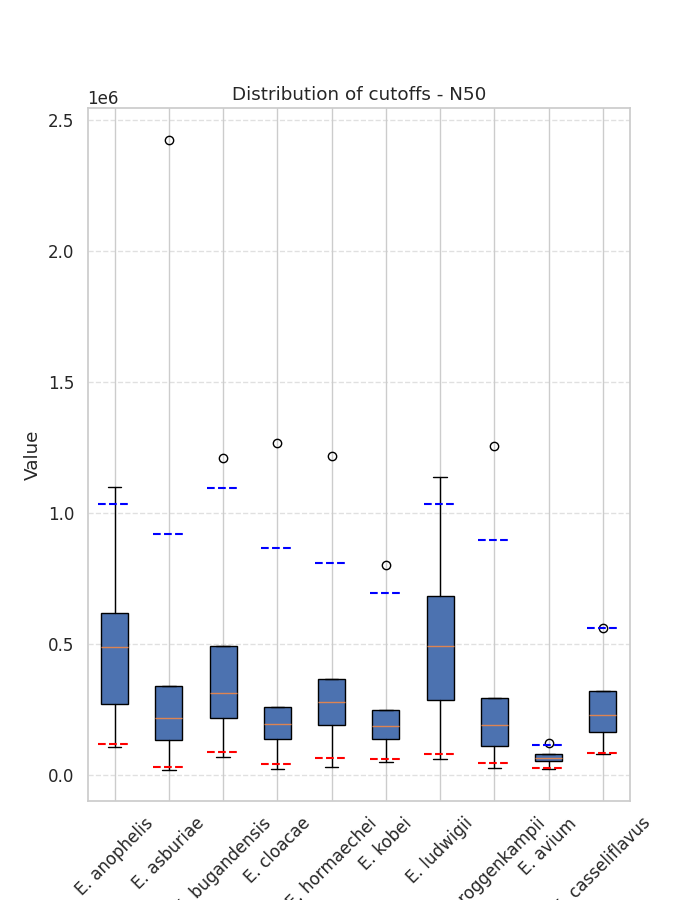 Distribution of cutoffs - N50
1e6
2.5
2.0
1.5
1.0
0.5
0.0
Value
E. anophelis
E. asburiae
bugandensis
E. cloacae
E. hormaechei
E. kobei
E. ludwigii
roggenkampii
E. avium
casseliflavus